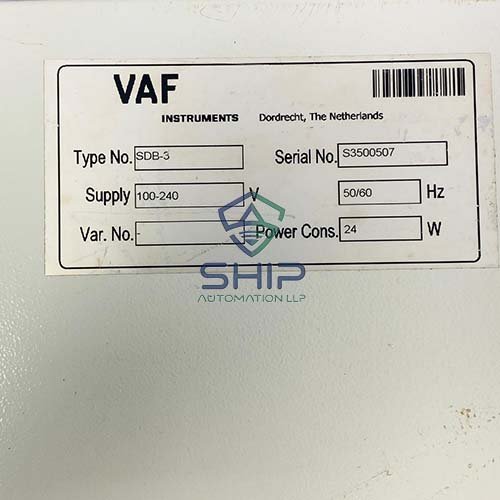 VAF
INSTRUMENTS Dordrecht, The Netherlands
Type No. SDB-3 Serial No. S3500507
Supply 100-240 V 50/60 Hz
Var. No. - Power Cons. 24 W
SHIP
AUTOMATION LLP